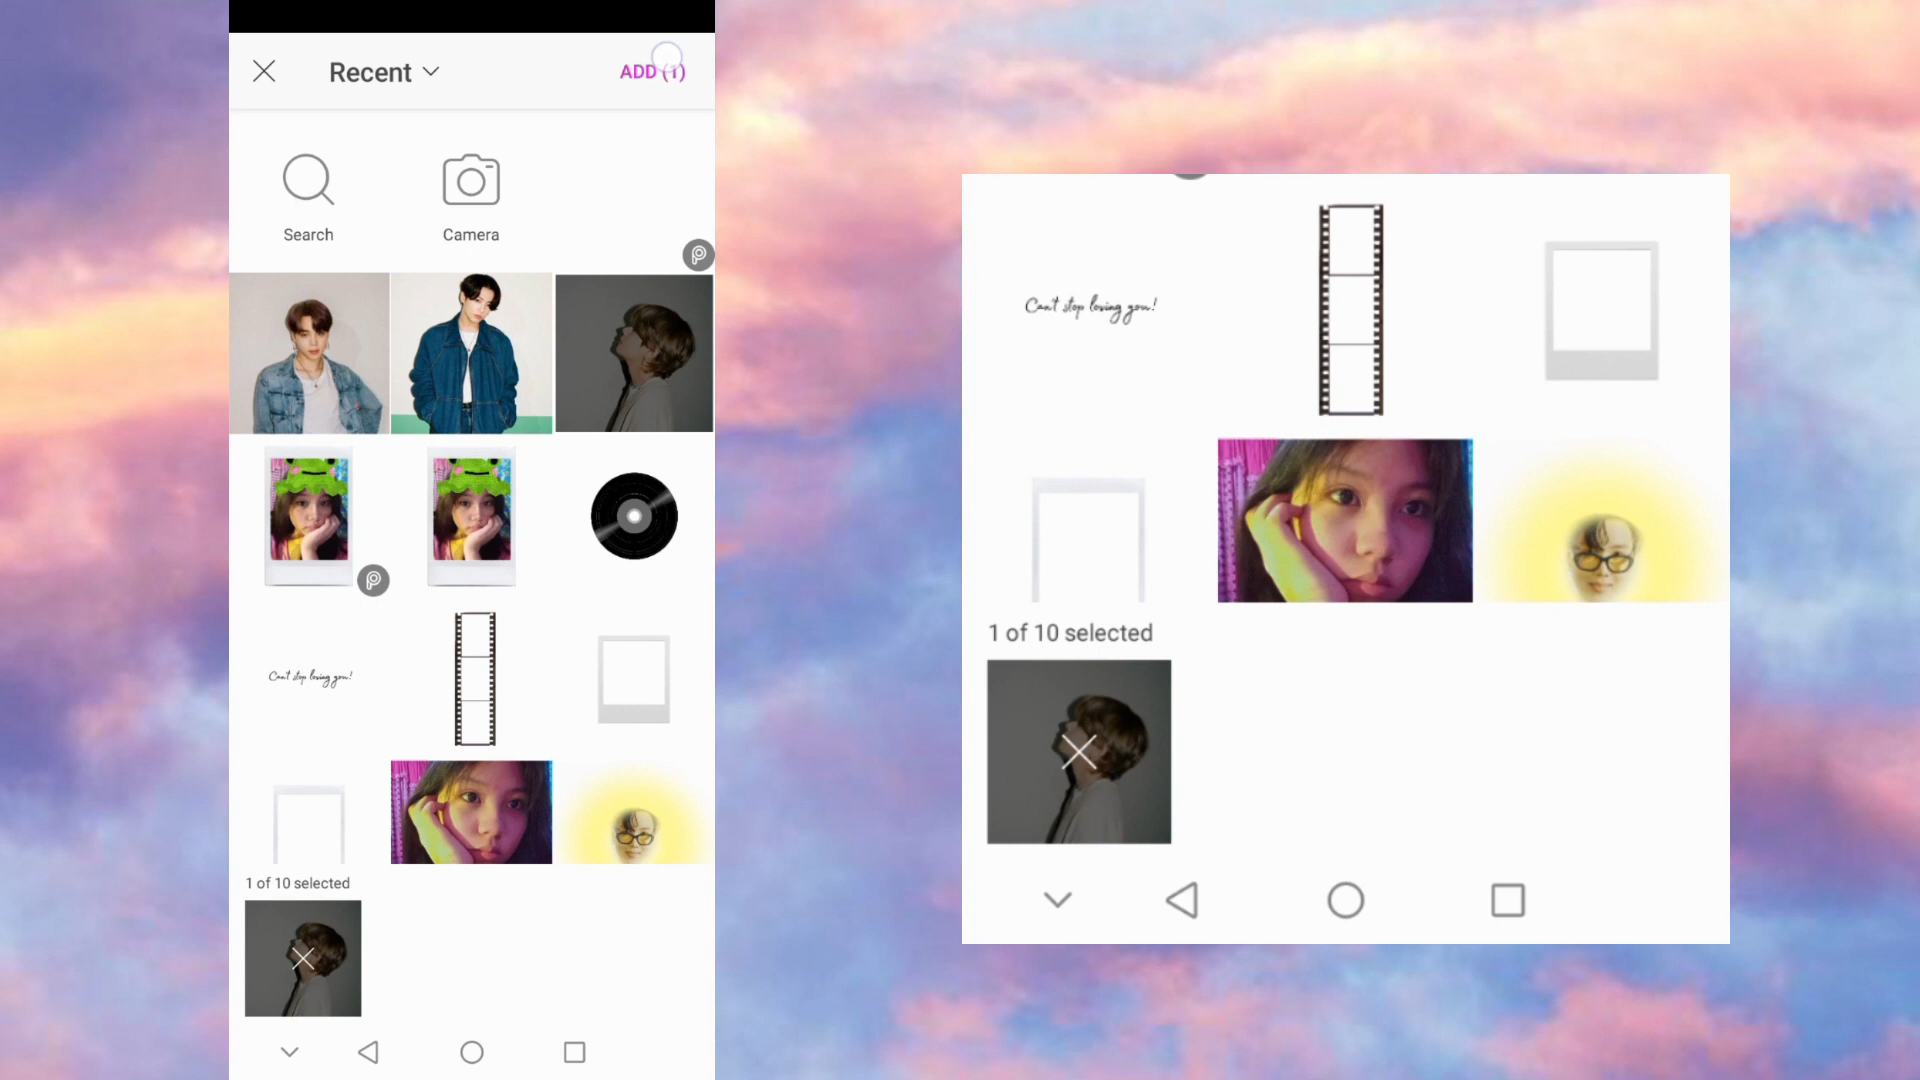 Recent
ADD (1)
Search
Camera
Can't stop loving you!
1 of 10 selected
Can't stop loving you!
1 of 10 selected